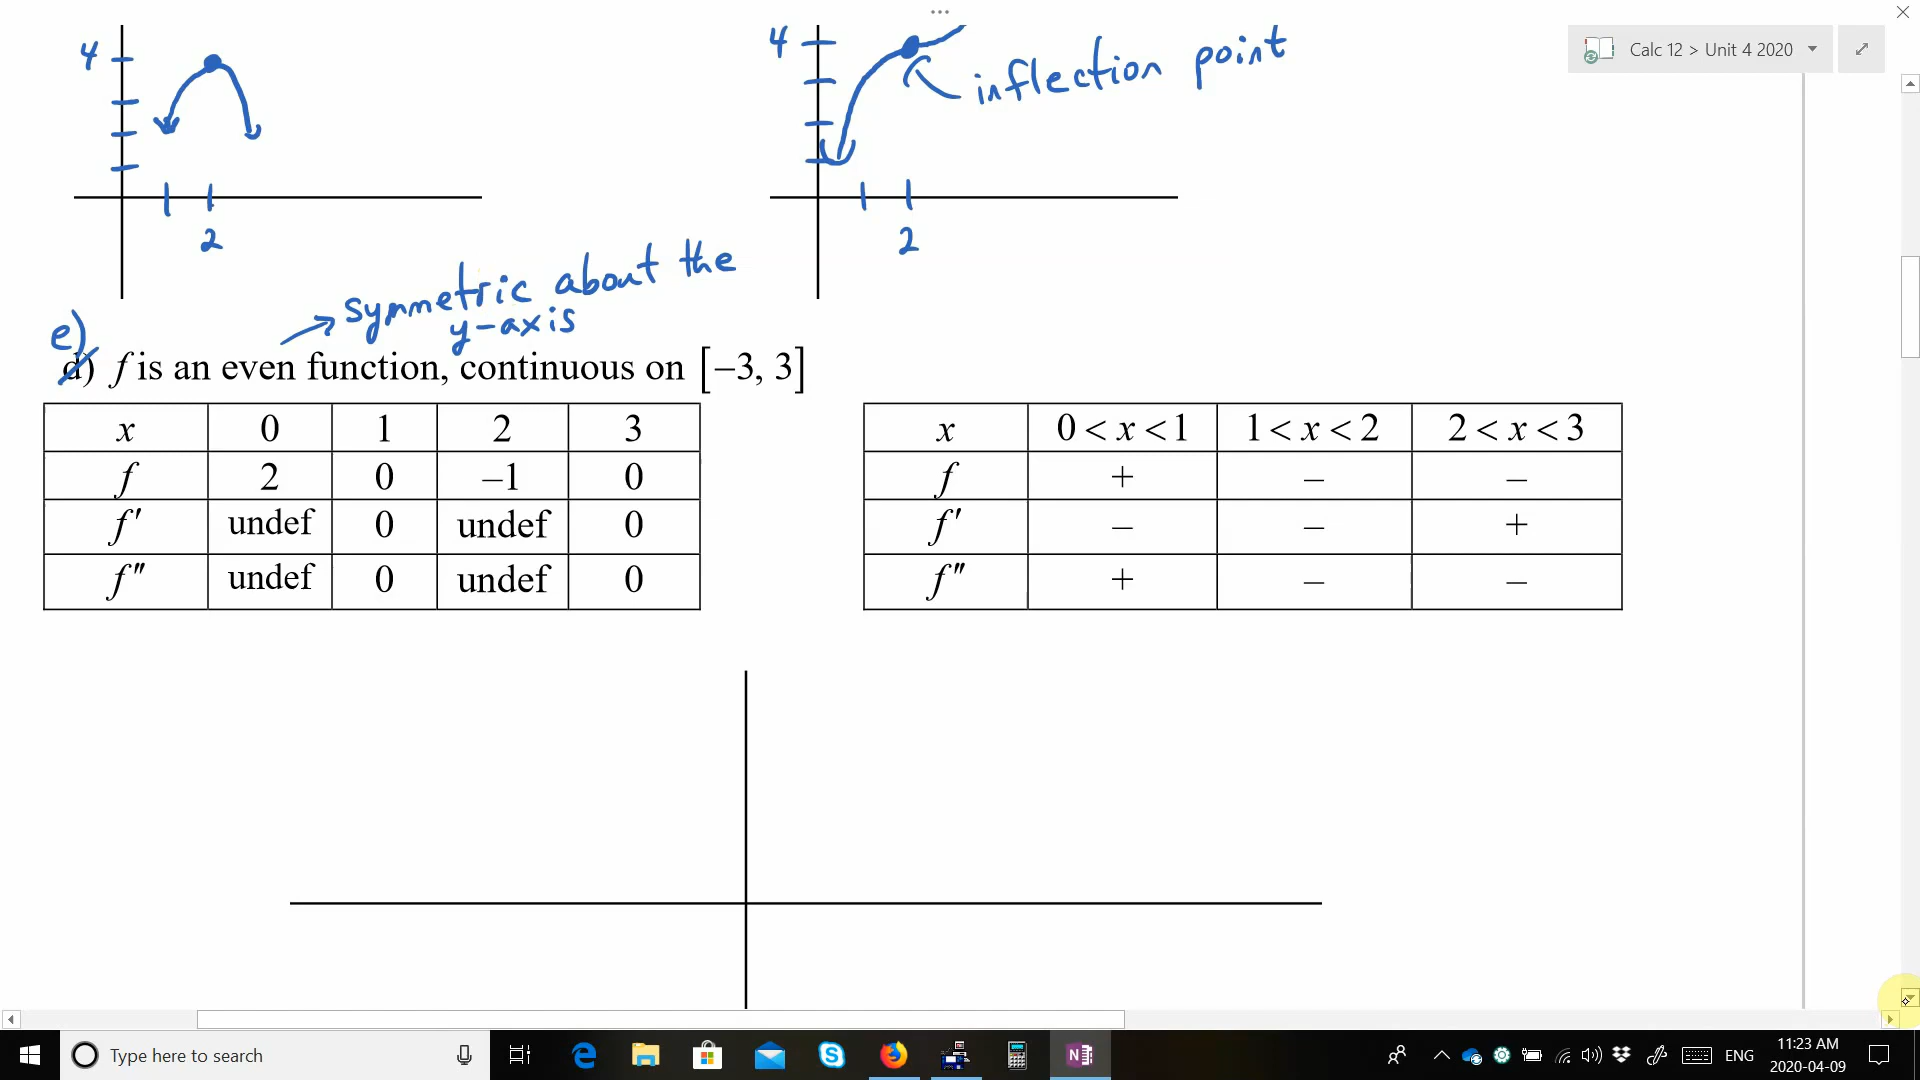 Calc 12 > Unit 4 2020
4
2
4
inflection point
2
symmetric about the
y-axis
e)
d) f is an even function, continuous on [−3, 3]
x 0 1 2 3
f 2 0 –1 0
f′ undef 0 undef 0
f″ undef 0 undef 0
x 0 < x < 1 1 < x < 2 2 < x < 3
f + – –
f′ – – +
f″ + – –
Type here to search
ENG
11:23 AM
2020-04-09